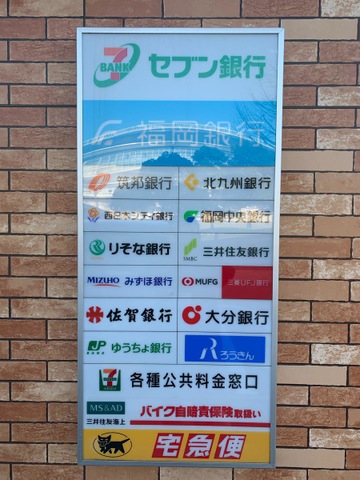 7
BANK
セブン銀行
福岡銀行
筑邦銀行
北九州銀行
西日本シティ銀行
福岡中央銀行
りそな銀行
SMBC
三井住友銀行
MIZUHO みずほ銀行
MUFG 三菱UFJ銀行
佐賀銀行
大分銀行
JP
ゆうちょ銀行
ろうきん
各種公共料金窓口
MS&AD
三井住友海上
バイク自賠責保険取扱い
宅急便